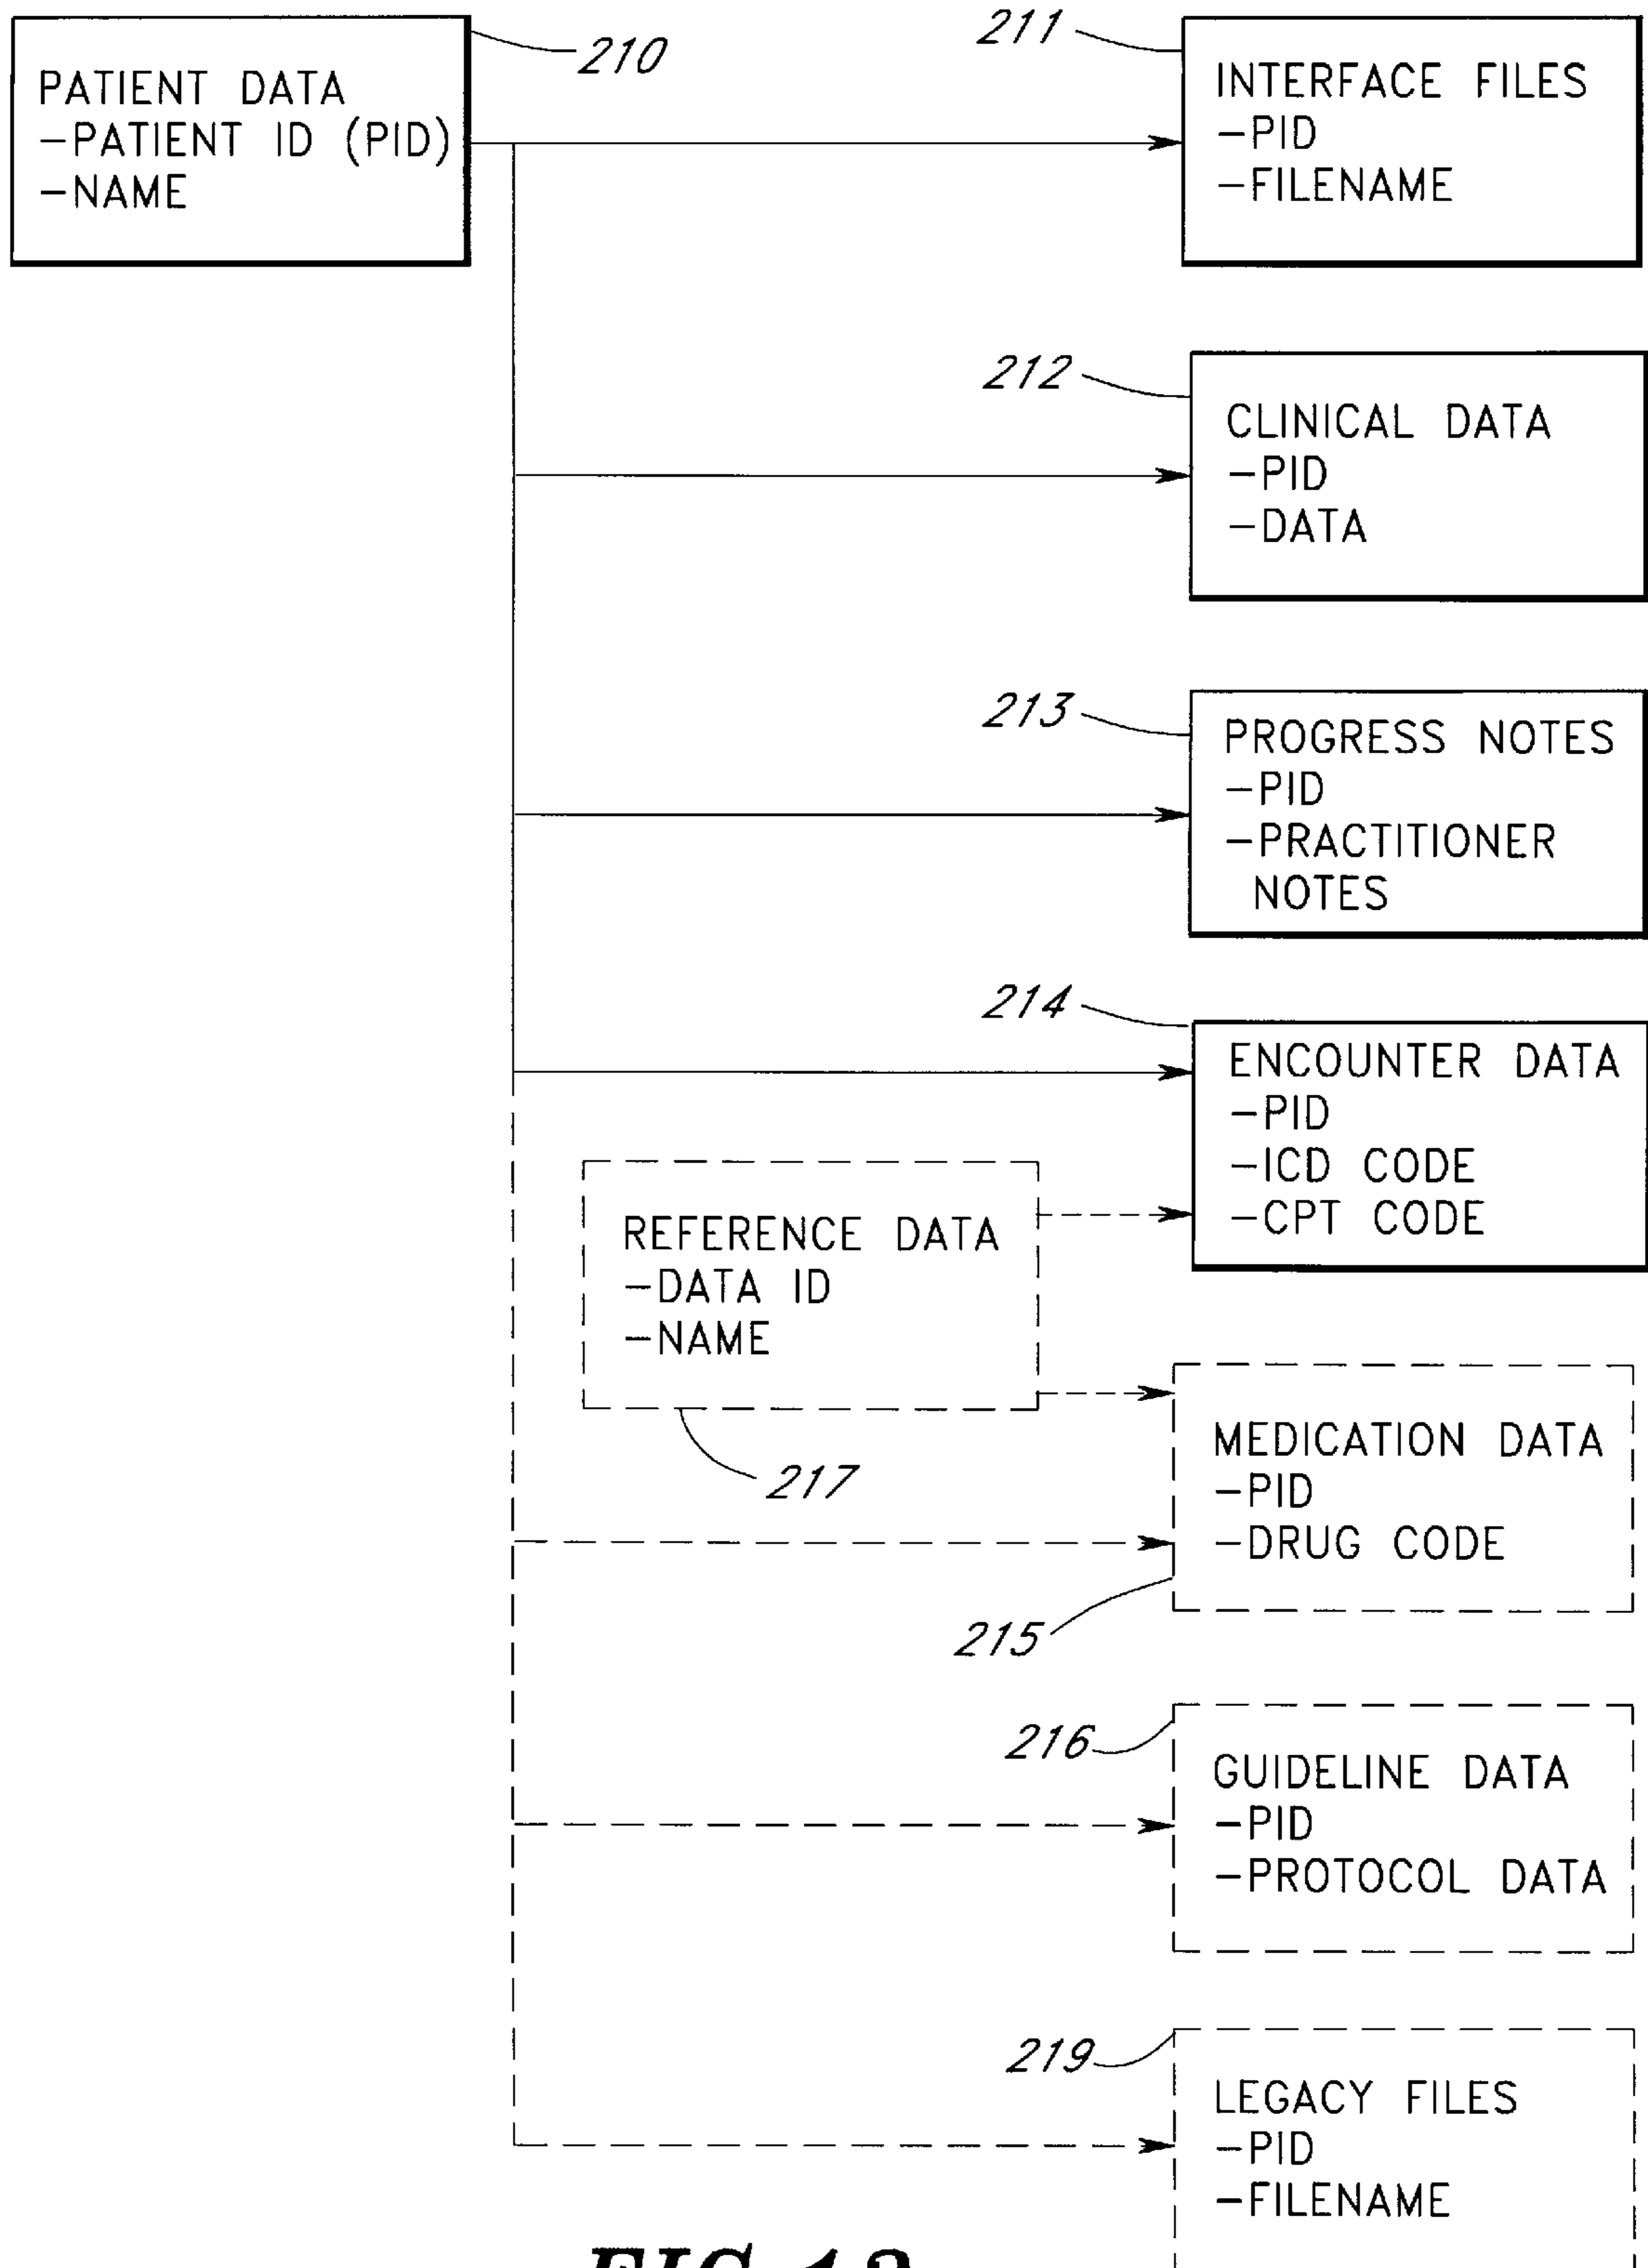 210
PATIENT DATA
-PATIENT ID (PID)
-NAME
211
INTERFACE FILES
-PID
-FILENAME
212
CLINICAL DATA
-PID
-DATA
213
PROGRESS NOTES
-PID
-PRACTITIONER
NOTES
214
ENCOUNTER DATA
-PID
-ICD CODE
-CPT CODE
REFERENCE DATA
-DATA ID
-NAME
217
MEDICATION DATA
-PID
-DRUG CODE
215
216
GUIDELINE DATA
-PID
-PROTOCOL DATA
219
LEGACY FILES
-PID
-FILENAME